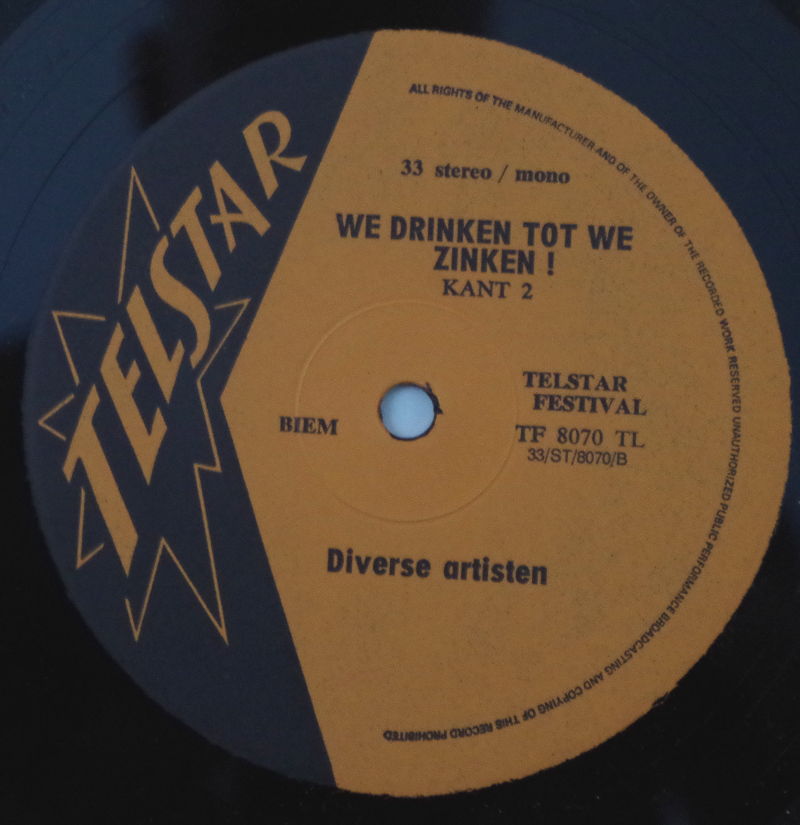 TELSTAR
ALL RIGHTS OF THE MANUFACTURER AND OF THE OWNER OF THE RECORDED WORK RESERVED UNAUTHORIZED PUBLIC PERFORMANCE BROADCASTING AND COPYING OF THIS RECORD PROHIBITED
33 stereo / mono
WE DRINKEN TOT WE
ZINKEN !
KANT 2
BIEM
TELSTAR
FESTIVAL
TF 8070 TL
33/ST/8070/B
Diverse artisten